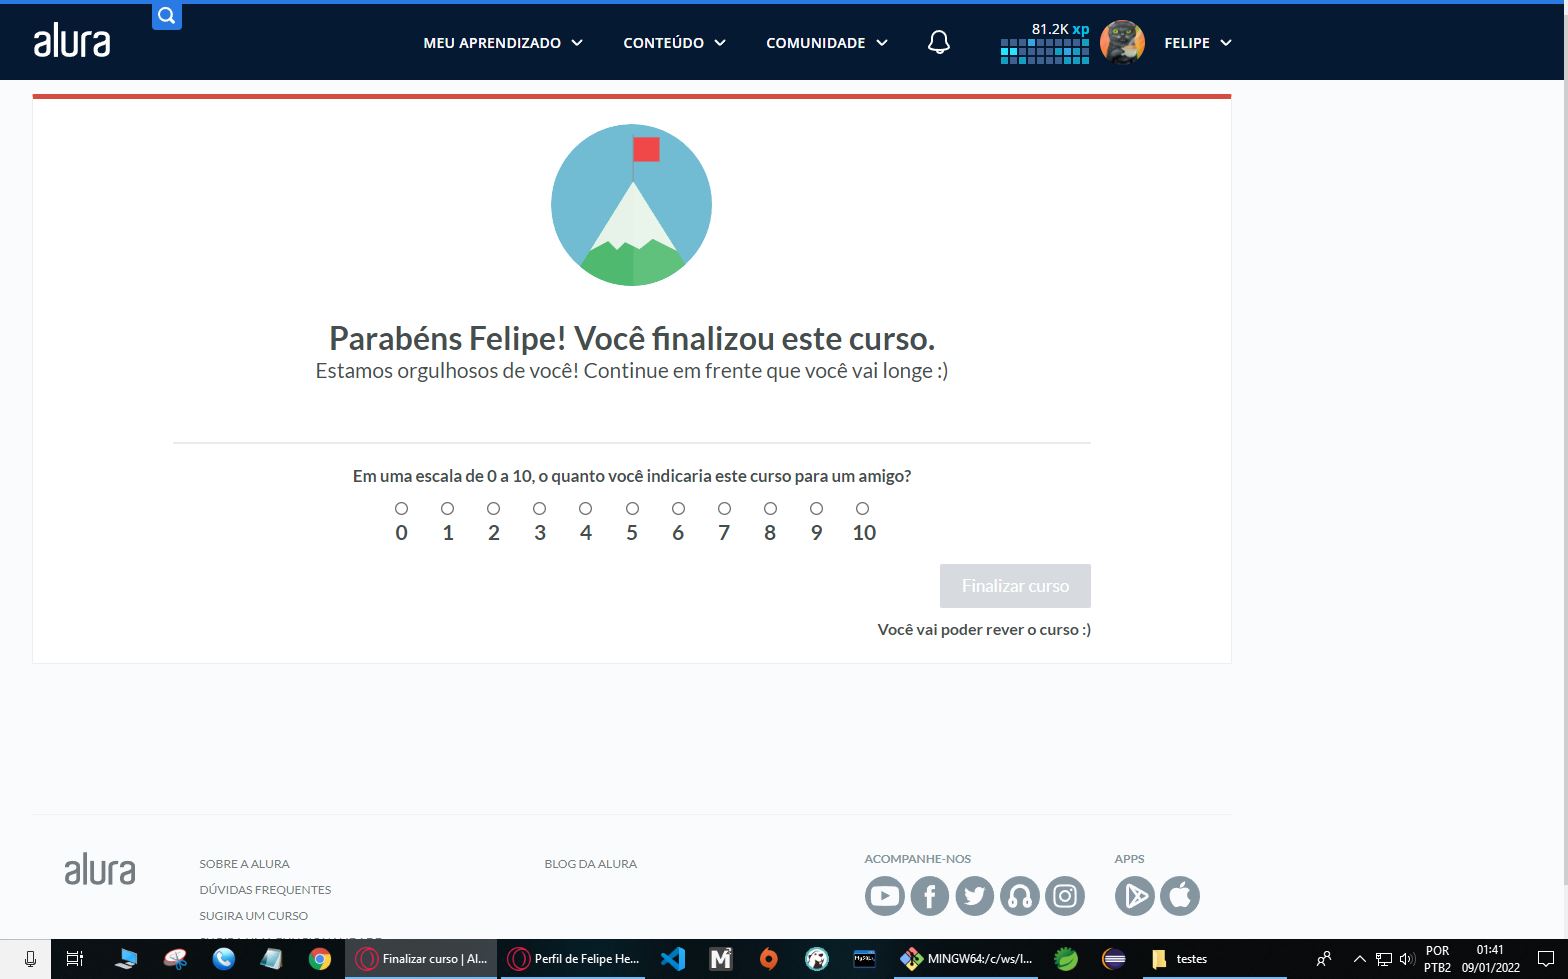 alura
MEU APRENDIZADO
CONTEÚDO
COMUNIDADE
81.2K xp
FELIPE
Parabéns Felipe! Você finalizou este curso.
Estamos orgulhosos de você! Continue em frente que você vai longe :)
Em uma escala de 0 a 10, o quanto você indicaria este curso para um amigo?
0 1 2 3 4 5 6 7 8 9 10
Finalizar curso
Você vai poder rever o curso :)
alura
SOBRE A ALURA
DÚVIDAS FREQUENTES
SUGIRA UM CURSO
BLOG DA ALURA
ACOMPANHE-NOS
APPS
Finalizar curso | Al...
Perfil de Felipe He...
MySQL
MINGW64:/c/ws/l...
testes
POR
PTB2
01:41
09/01/2022